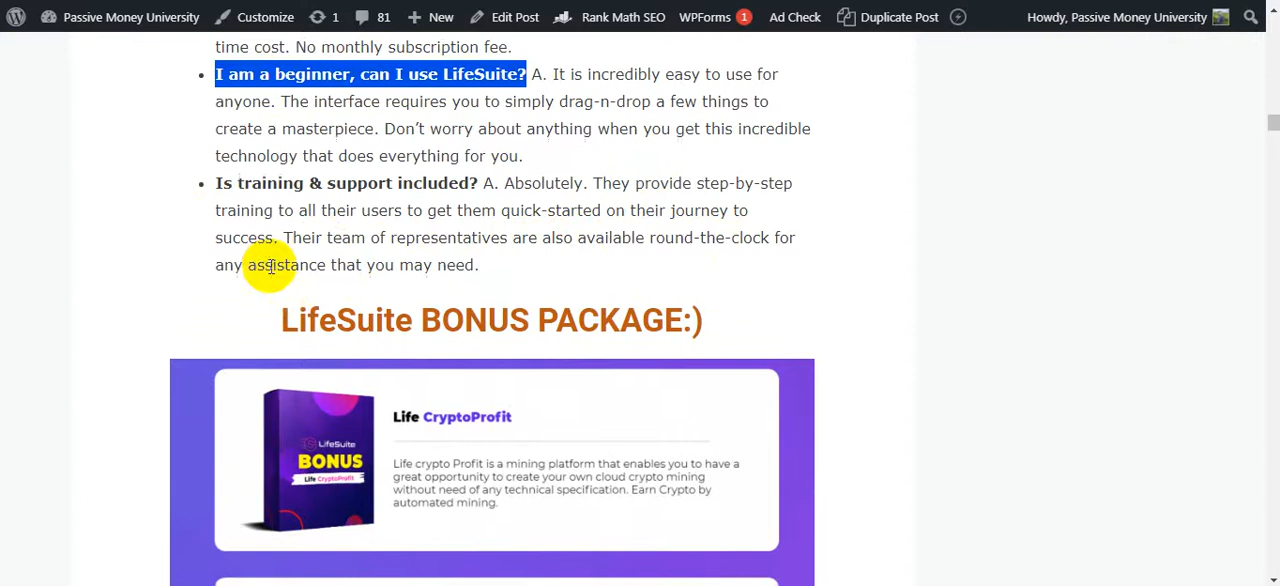 Passive Money University Customize 1 81 New Edit Post Rank Math SEO WPForms 1 Ad Check Duplicate Post Howdy, Passive Money University
time cost. No monthly subscription fee.
I am a beginner, can I use LifeSuite? A. It is incredibly easy to use for
anyone. The interface requires you to simply drag-n-drop a few things to
create a masterpiece. Don’t worry about anything when you get this incredible
technology that does everything for you.
Is training & support included? A. Absolutely. They provide step-by-step
training to all their users to get them quick-started on their journey to
success. Their team of representatives are also available round-the-clock for
any assistance that you may need.
LifeSuite BONUS PACKAGE:)
Life CryptoProfit
LifeSuite
BONUS
Life CryptoProfit
Life crypto Profit is a mining platform that enables you to have a
great opportunity to create your own cloud crypto mining
without need of any technical specification. Earn Crypto by
automated mining.